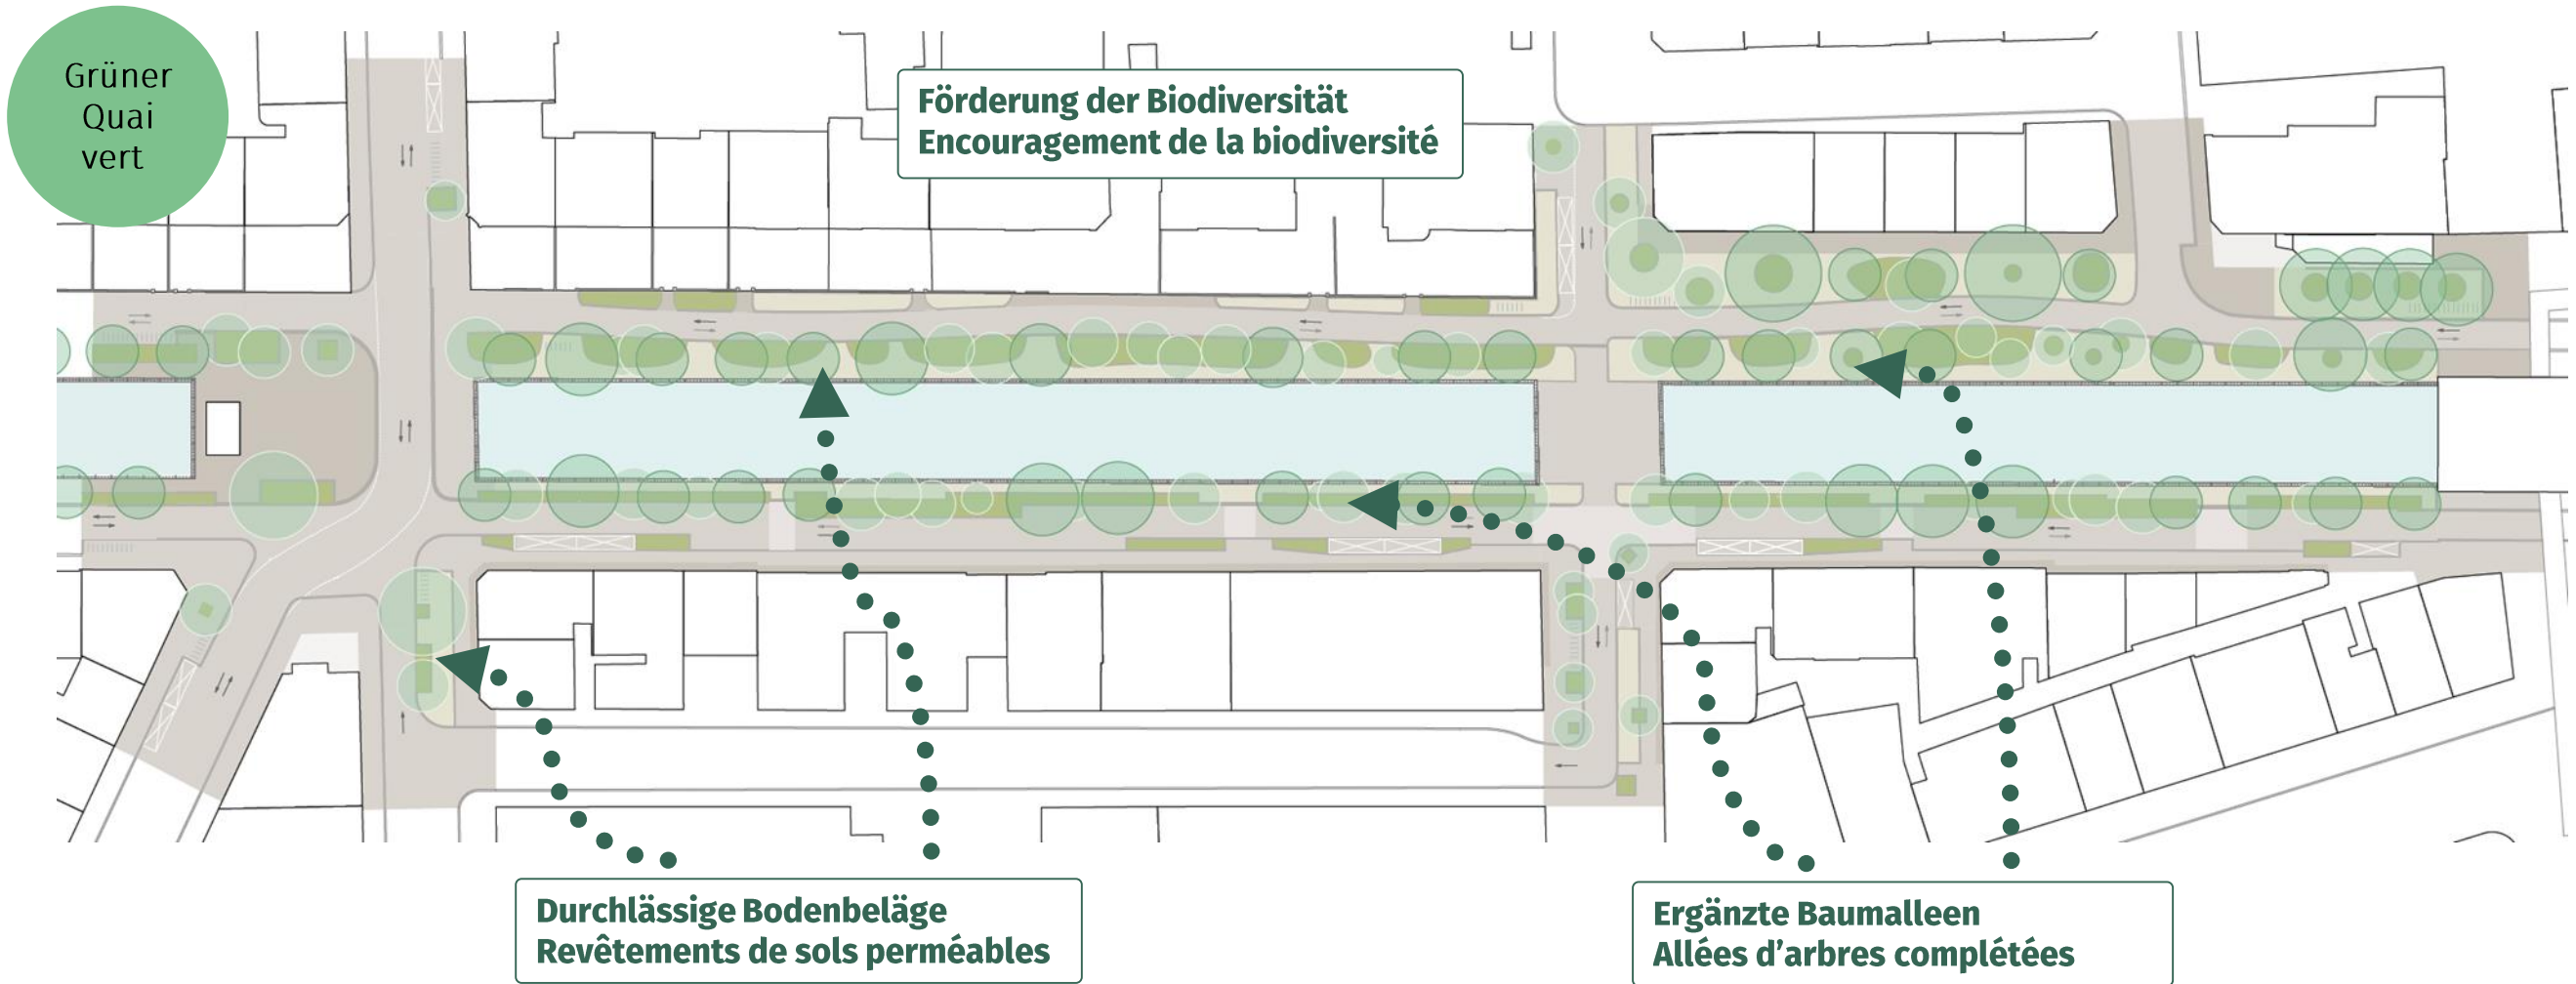 Grüner
Quai
vert
Förderung der Biodiversität
Encouragement de la biodiversité
Durchlässige Bodenbeläge
Revêtements de sols perméables
Ergänzte Baumalleen
Allées d’arbres complétées